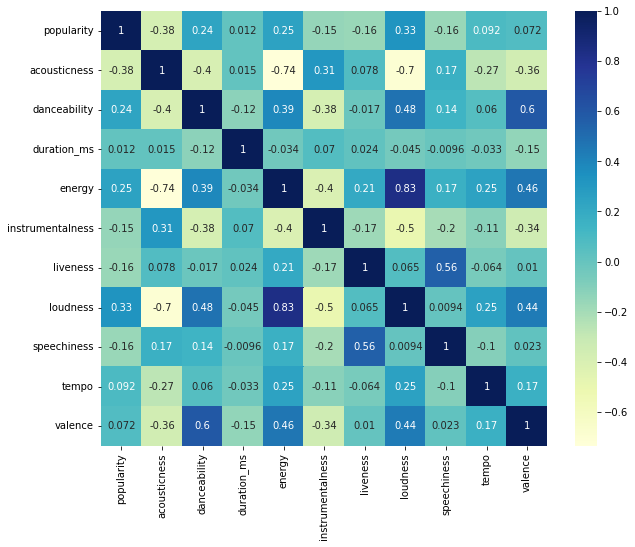 popularity 1 -0.38 0.24 0.012 0.25 -0.15 -0.16 0.33 -0.16 0.092 0.072
acousticness -0.38 1 -0.4 0.015 -0.74 0.31 0.078 -0.7 0.17 -0.27 -0.36
danceability 0.24 -0.4 1 -0.12 0.39 -0.38 -0.017 0.48 0.14 0.06 0.6
duration_ms 0.012 0.015 -0.12 1 -0.034 0.07 0.024 -0.045 -0.0096 -0.033 -0.15
energy 0.25 -0.74 0.39 -0.034 1 -0.4 0.21 0.83 0.17 0.25 0.46
instrumentalness -0.15 0.31 -0.38 0.07 -0.4 1 -0.17 -0.5 -0.2 -0.11 -0.34
liveness -0.16 0.078 -0.017 0.024 0.21 -0.17 1 0.065 0.56 -0.064 0.01
loudness 0.33 -0.7 0.48 -0.045 0.83 -0.5 0.065 1 0.0094 0.25 0.44
speechiness -0.16 0.17 0.14 -0.0096 0.17 -0.2 0.56 0.0094 1 -0.1 0.023
tempo 0.092 -0.27 0.06 -0.033 0.25 -0.11 -0.064 0.25 -0.1 1 0.17
valence 0.072 -0.36 0.6 -0.15 0.46 -0.34 0.01 0.44 0.023 0.17 1
popularity
acousticness
danceability
duration_ms
energy
instrumentalness
liveness
loudness
speechiness
tempo
valence
1.0
0.8
0.6
0.4
0.2
0.0
−0.2
−0.4
−0.6